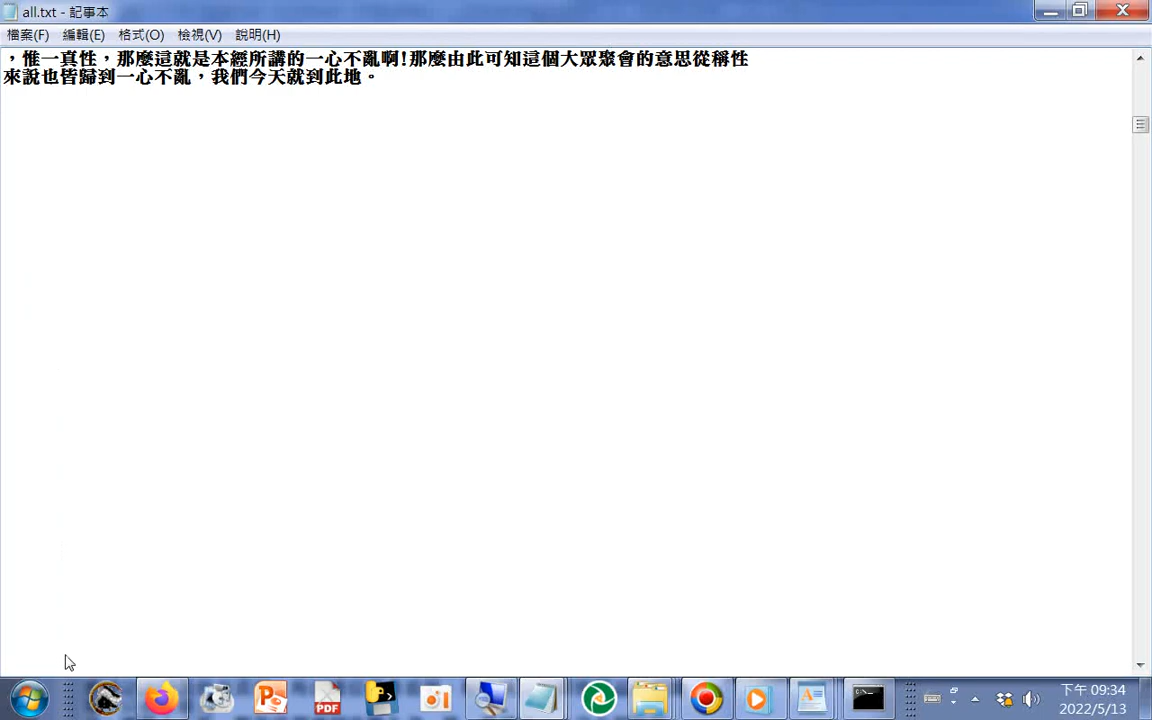 all.txt - 記事本
檔案(F) 編輯(E) 格式(O) 檢視(V) 說明(H)
，惟一真性，那麼這就是本經所講的一心不亂啊!那麼由此可知這個大眾聚會的意思從稱性
來說也皆歸到一心不亂，我們今天就到此地。
PDF
下午 09:34
2022/5/13